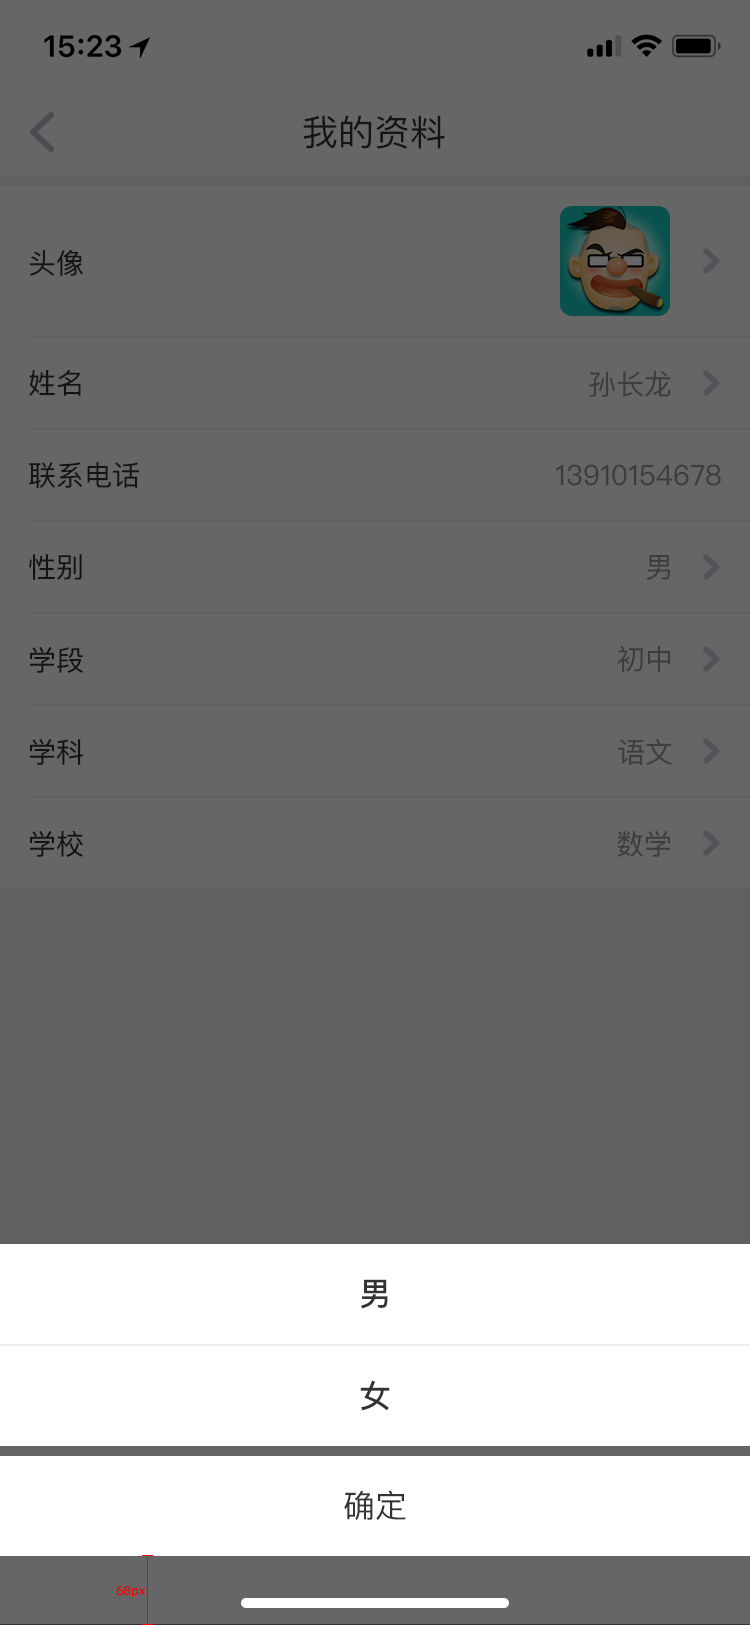 15:23
我的资料
头像
姓名
孙长龙
联系电话
13910154678
性别
男
学段
初中
学科
语文
学校
数学
男
女
确定
68px